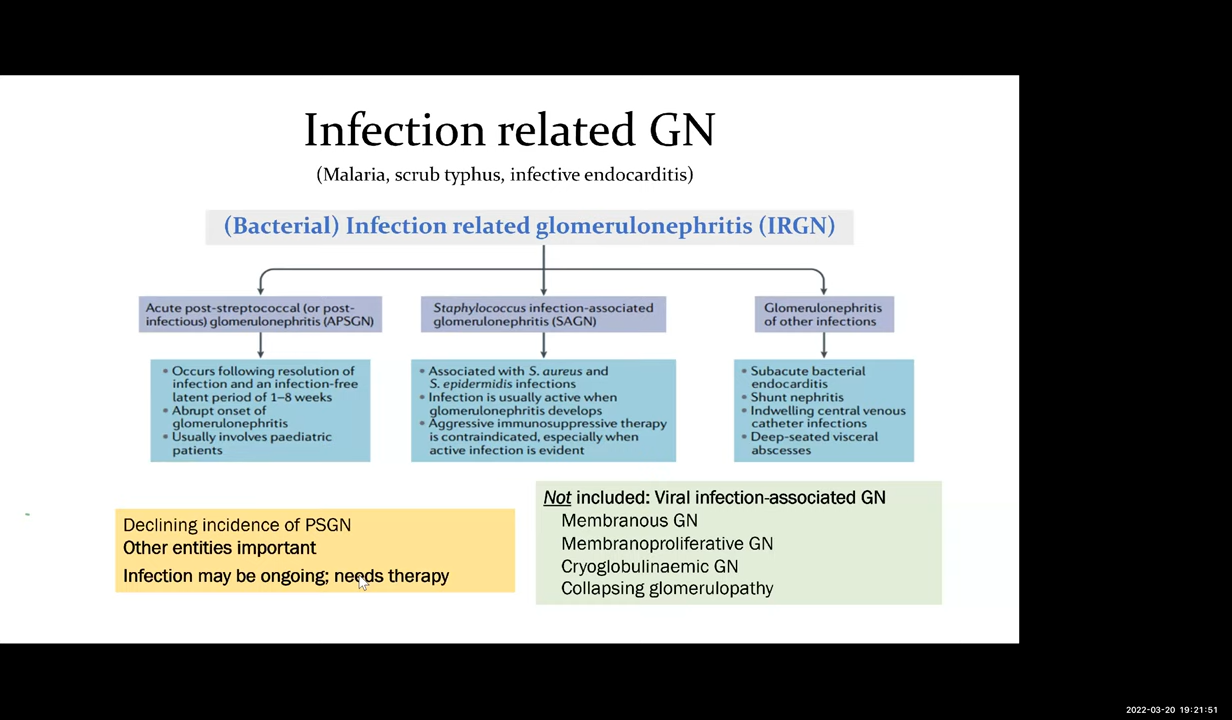 Infection related GN
(Malaria, scrub typhus, infective endocarditis)
(Bacterial) Infection related glomerulonephritis (IRGN)
Acute post-streptococcal (or post-
infectious) glomerulonephritis (APSGN)
• Occurs following resolution of
infection and an infection-free
latent period of 1–8 weeks
• Abrupt onset of
glomerulonephritis
• Usually involves paediatric
patients
Staphylococcus infection-associated
glomerulonephritis (SAGN)
• Associated with S. aureus and
S. epidermidis infections
• Infection is usually active when
glomerulonephritis develops
• Aggressive immunosuppressive therapy
is contraindicated, especially when
active infection is evident
Glomerulonephritis
of other infections
• Subacute bacterial
endocarditis
• Shunt nephritis
• Indwelling central venous
catheter infections
• Deep-seated visceral
abscesses
Declining incidence of PSGN
Other entities important
Infection may be ongoing; needs therapy
Not included: Viral infection-associated GN
Membranous GN
Membranoproliferative GN
Cryoglobulinaemic GN
Collapsing glomerulopathy
2022-03-20 19:21:51